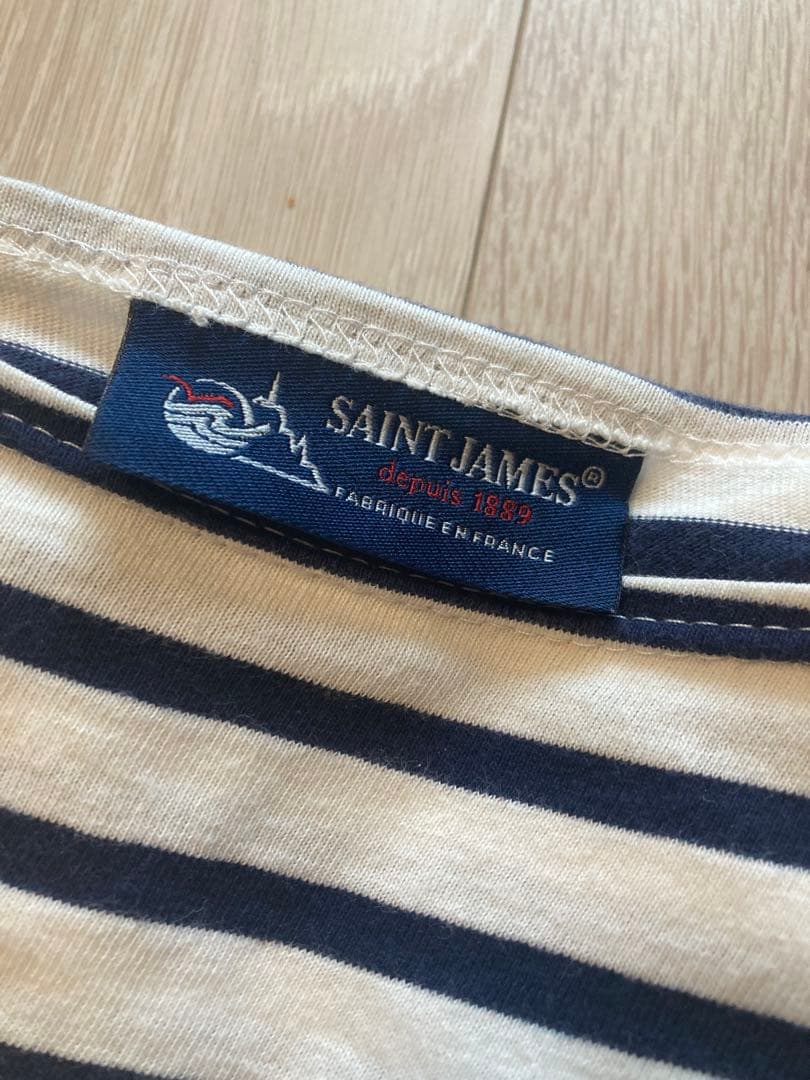 SAINT JAMES®
depuis 1889
FABRIQUE EN FRANCE